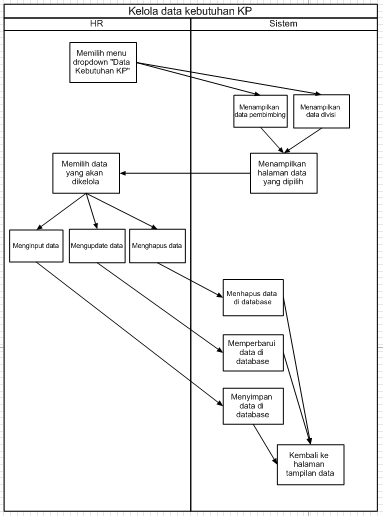 Kelola data kebutuhan KP
HR
Sistem
Memilih menu
dropdown "Data
Kebutuhan KP"
Menampilkan
data pembimbing
Menampilkan
data divisi
Memilih data
yang akan
dikelola
Menampilkan
halaman data
yang dipilih
Menginput data
Mengupdate data
Menghapus data
Menhapus data
di database
Memperbarui
data di
database
Menyimpan
data di
database
Kembali ke
halaman
tampilan data